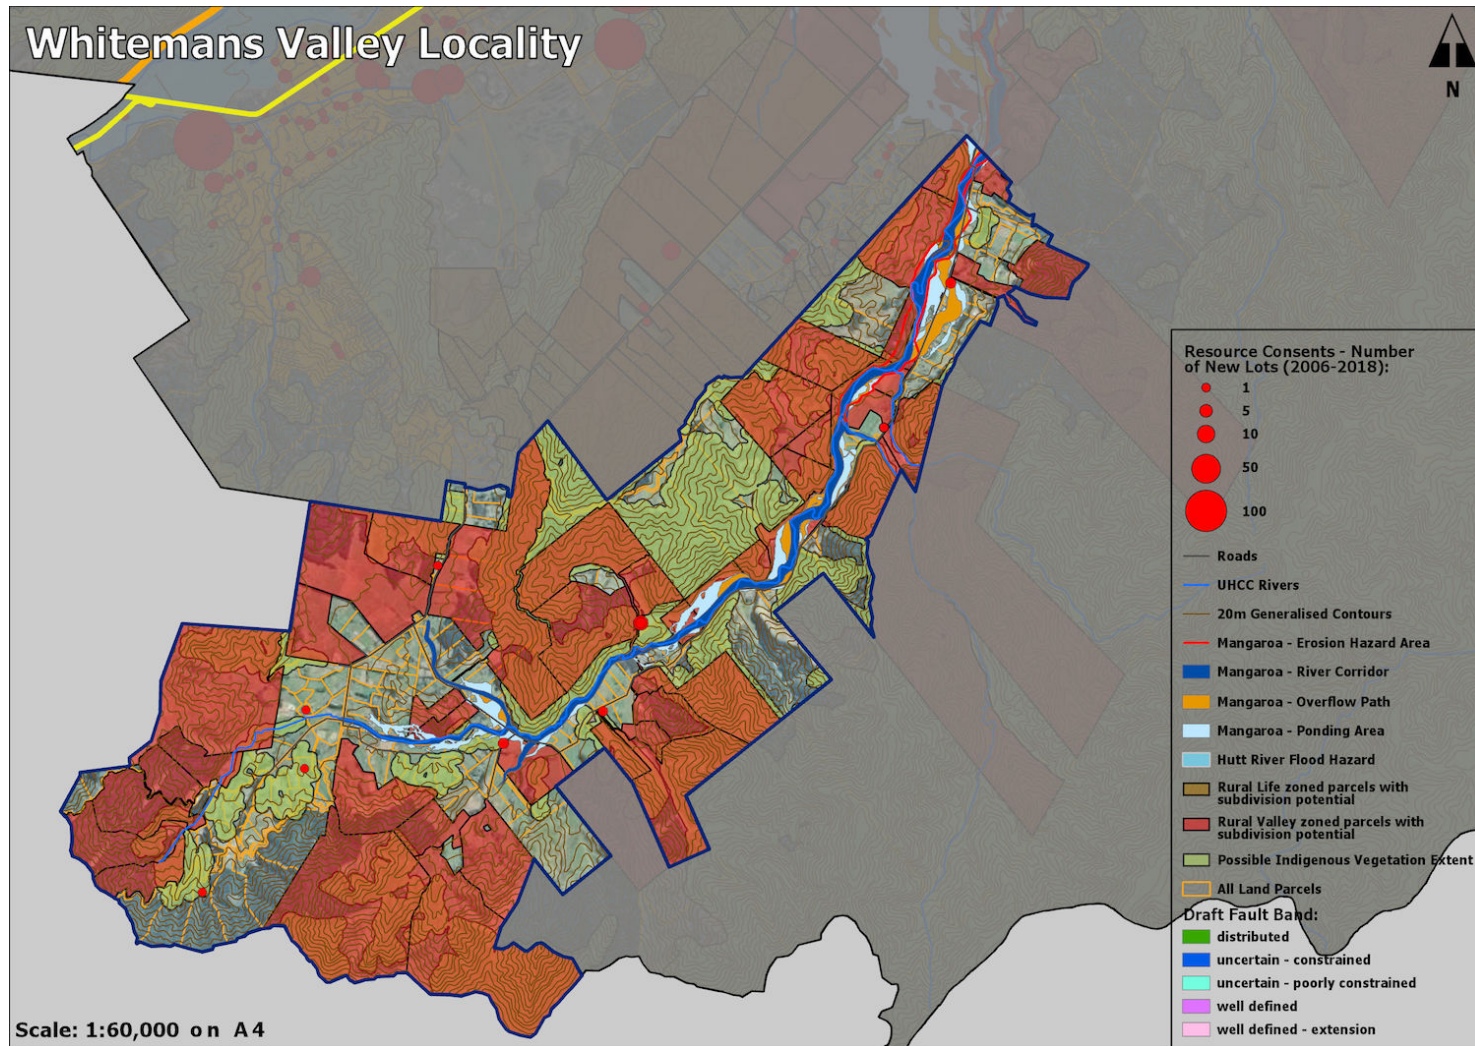 Whitemans Valley Locality
N
Resource Consents - Number
of New Lots (2006-2018):
1
5
10
50
100
Roads
UHCC Rivers
20m Generalised Contours
Mangaroa - Erosion Hazard Area
Mangaroa - River Corridor
Mangaroa - Overflow Path
Mangaroa - Ponding Area
Hutt River Flood Hazard
Rural Life zoned parcels with
subdivision potential
Rural Valley zoned parcels with
subdivision potential
Possible Indigenous Vegetation Extent
All Land Parcels
Draft Fault Band:
distributed
uncertain - constrained
uncertain - poorly constrained
well defined
well defined - extension
Scale: 1:60,000 on A4